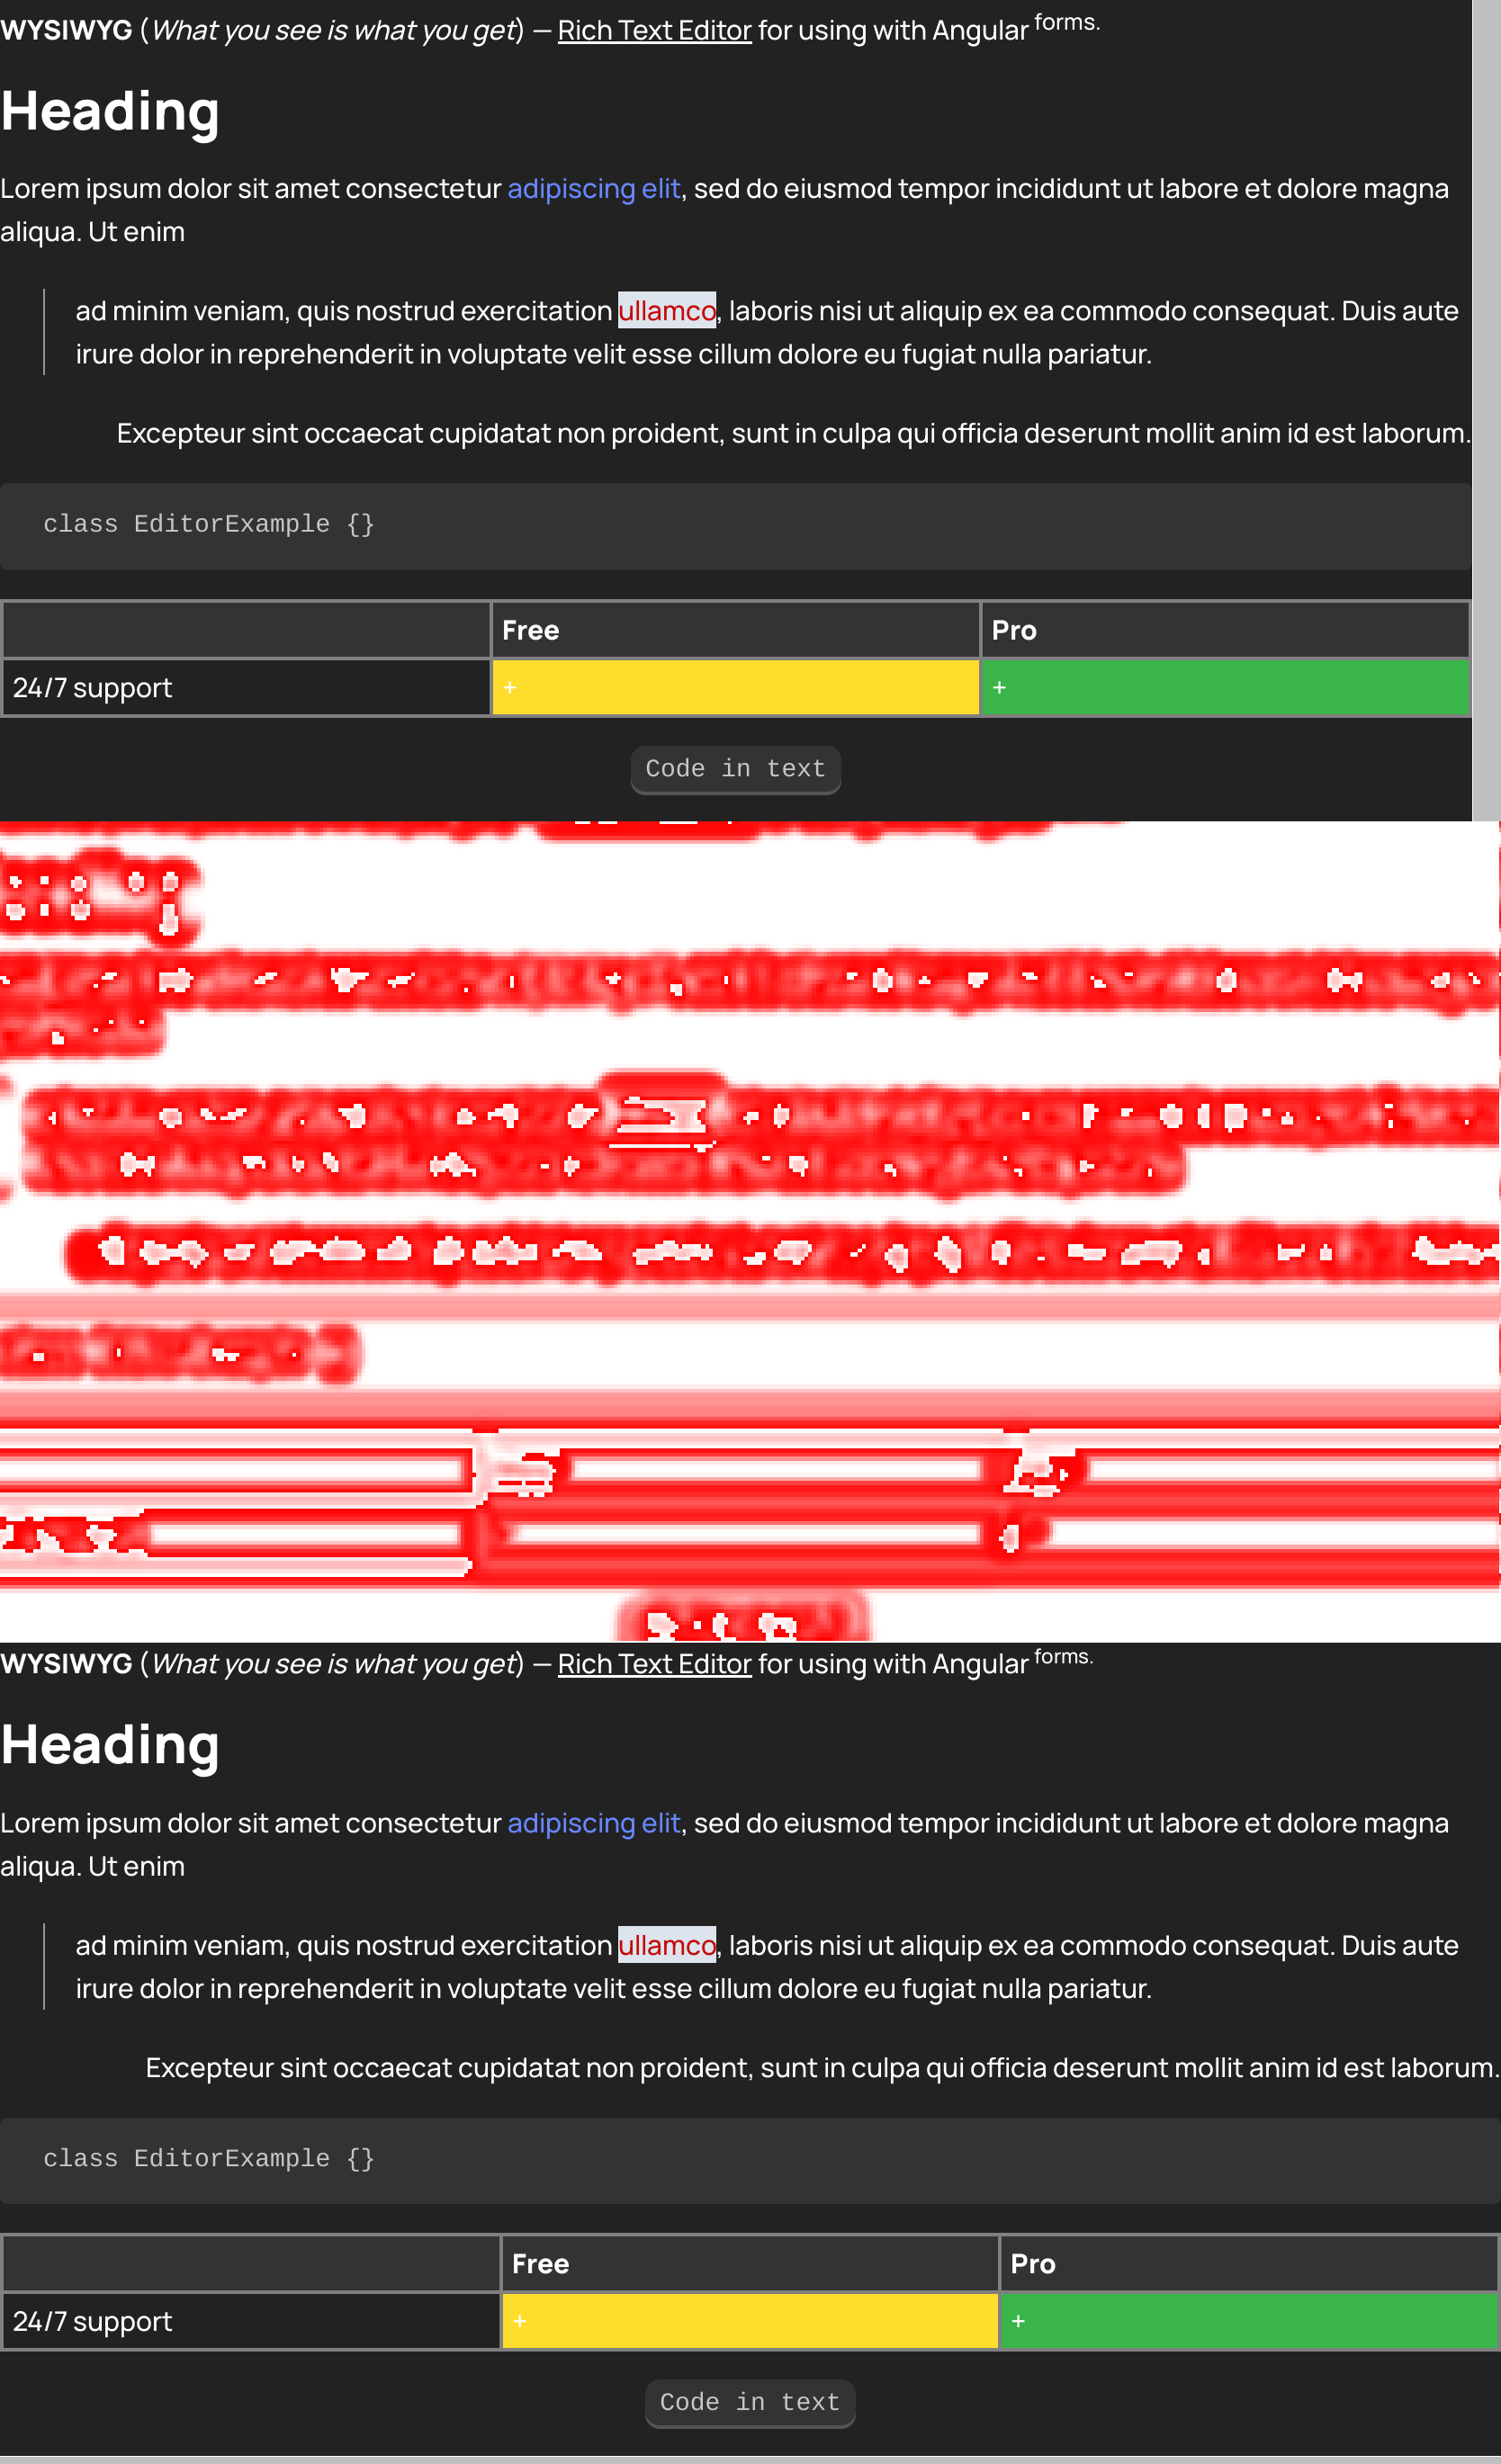 WYSIWYG (What you see is what you get) — Rich Text Editor for using with Angular forms.
Heading
Lorem ipsum dolor sit amet consectetur adipiscing elit, sed do eiusmod tempor incididunt ut labore et dolore magna
aliqua. Ut enim
ad minim veniam, quis nostrud exercitation ullamco, laboris nisi ut aliquip ex ea commodo consequat. Duis aute
irure dolor in reprehenderit in voluptate velit esse cillum dolore eu fugiat nulla pariatur.
Excepteur sint occaecat cupidatat non proident, sunt in culpa qui officia deserunt mollit anim id est laborum.
class EditorExample {}
Free Pro
24/7 support + +
Code in text
WYSIWYG (What you see is what you get) — Rich Text Editor for using with Angular forms.
Heading
Lorem ipsum dolor sit amet consectetur adipiscing elit, sed do eiusmod tempor incididunt ut labore et dolore magna
aliqua. Ut enim
ad minim veniam, quis nostrud exercitation ullamco, laboris nisi ut aliquip ex ea commodo consequat. Duis aute
irure dolor in reprehenderit in voluptate velit esse cillum dolore eu fugiat nulla pariatur.
Excepteur sint occaecat cupidatat non proident, sunt in culpa qui officia deserunt mollit anim id est laborum.
class EditorExample {}
Free Pro
24/7 support + +
Code in text